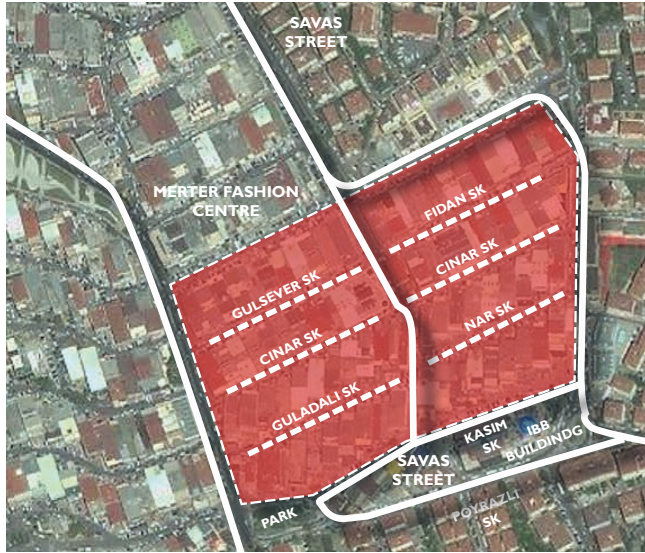 SAVAS
STREET
MERTER FASHION
CENTRE
FIDAN SK
GULSEVER SK
CINAR SK
CINAR SK
NAR SK
GULADALI SK
KASIM
SK
IBB
BUILDINDG
SAVAS
STREET
PARK
POYRAZLI
SK